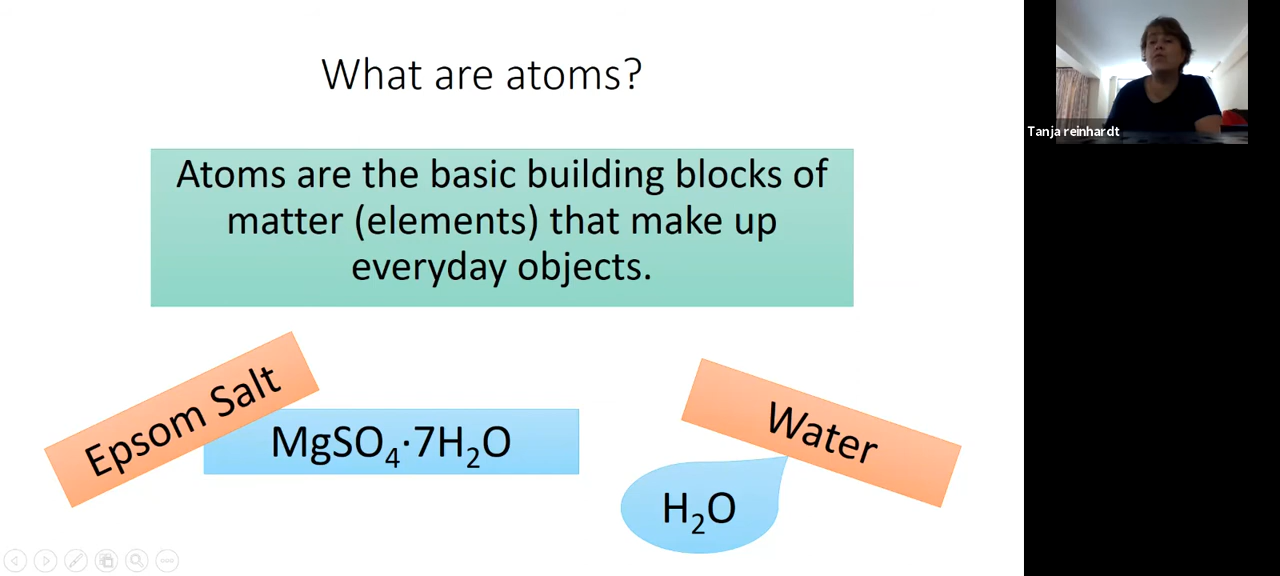 What are atoms?
Tanja reinhardt
Atoms are the basic building blocks of
matter (elements) that make up
everyday objects.
Epsom Salt
MgSO₄·7H₂O
Water
H₂O